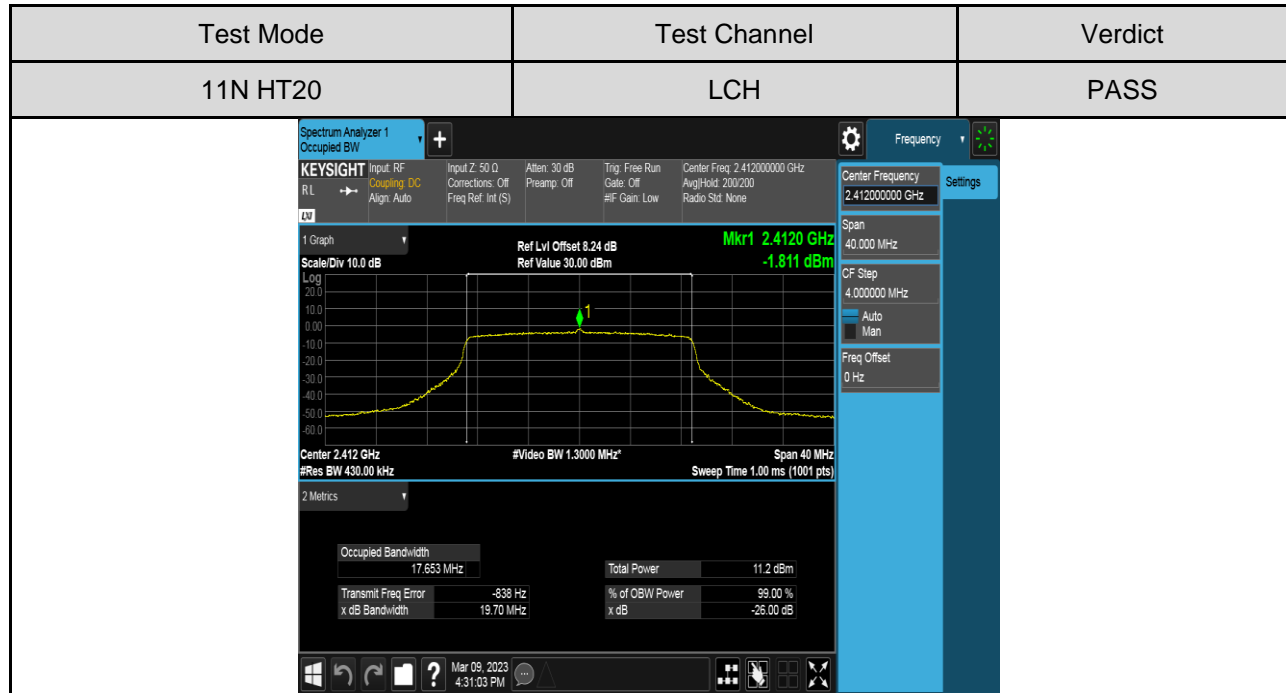 Test Mode Test Channel Verdict
11N HT20 LCH PASS
Spectrum Analyzer 1
Occupied BW
+
Frequency
KEYSIGHT Input: RF Input Z: 50 Ω Atten: 30 dB Trig: Free Run Center Freq: 2.412000000 GHz
RL Coupling: DC Corrections: Off Preamp: Off Gate: Off Avg|Hold: 200/200
Align: Auto Freq Ref: Int (S) #IF Gain: Low Radio Std: None
LXI
Center Frequency
2.412000000 GHz
Settings
Span
40.000 MHz
CF Step
4.000000 MHz
Auto
Man
Freq Offset
0 Hz
1 Graph
Ref Lvl Offset 8.24 dB Mkr1 2.4120 GHz
Scale/Div 10.0 dB Ref Value 30.00 dBm -1.811 dBm
Log
20.0
10.0
1
0.00
-10.0
-20.0
-30.0
-40.0
-50.0
-60.0
Center 2.412 GHz #Video BW 1.3000 MHz* Span 40 MHz
#Res BW 430.00 kHz Sweep Time 1.00 ms (1001 pts)
2 Metrics
Occupied Bandwidth
17.653 MHz Total Power 11.2 dBm
Transmit Freq Error -838 Hz % of OBW Power 99.00 %
x dB Bandwidth 19.70 MHz x dB -26.00 dB
? Mar 09, 2023
4:31:03 PM